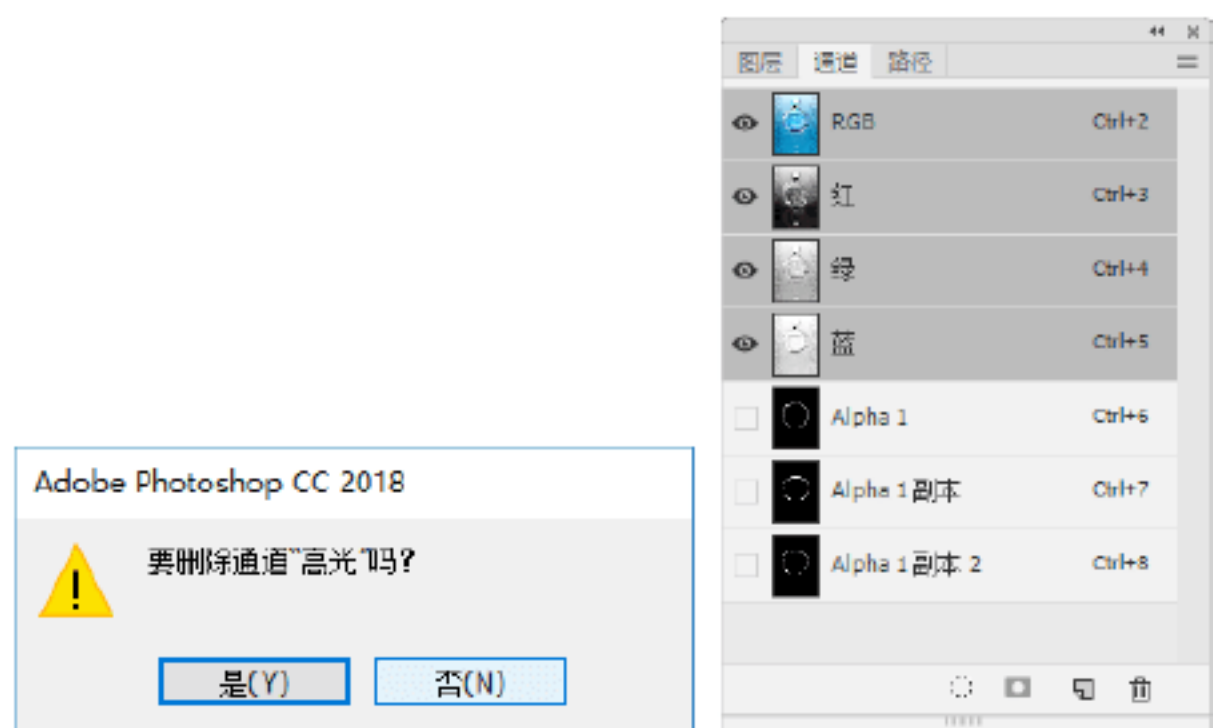 Adobe Photoshop CC 2018
要删除通道"高光"吗?
是(Y)
否(N)
图层 通道 路径
RGB Ctrl+2
红 Ctrl+3
绿 Ctrl+4
蓝 Ctrl+5
Alpha 1 Ctrl+6
Alpha 1 副本 Ctrl+7
Alpha 1 副本 2 Ctrl+8